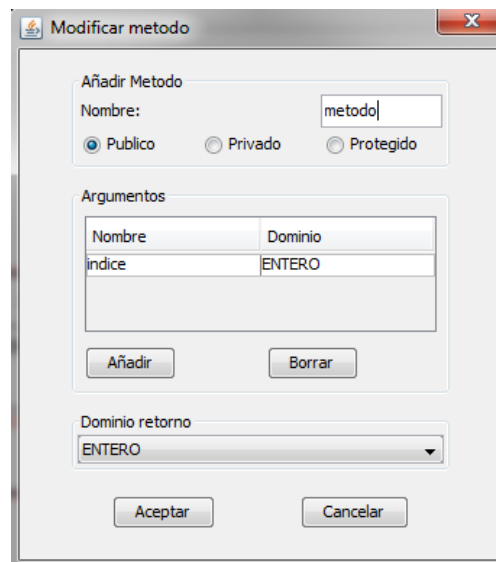 Modificar metodo
Añadir Metodo
Nombre: metodo
Publico Privado Protegido
Argumentos
Nombre Dominio
indice ENTERO
Añadir Borrar
Dominio retorno
ENTERO
Aceptar Cancelar